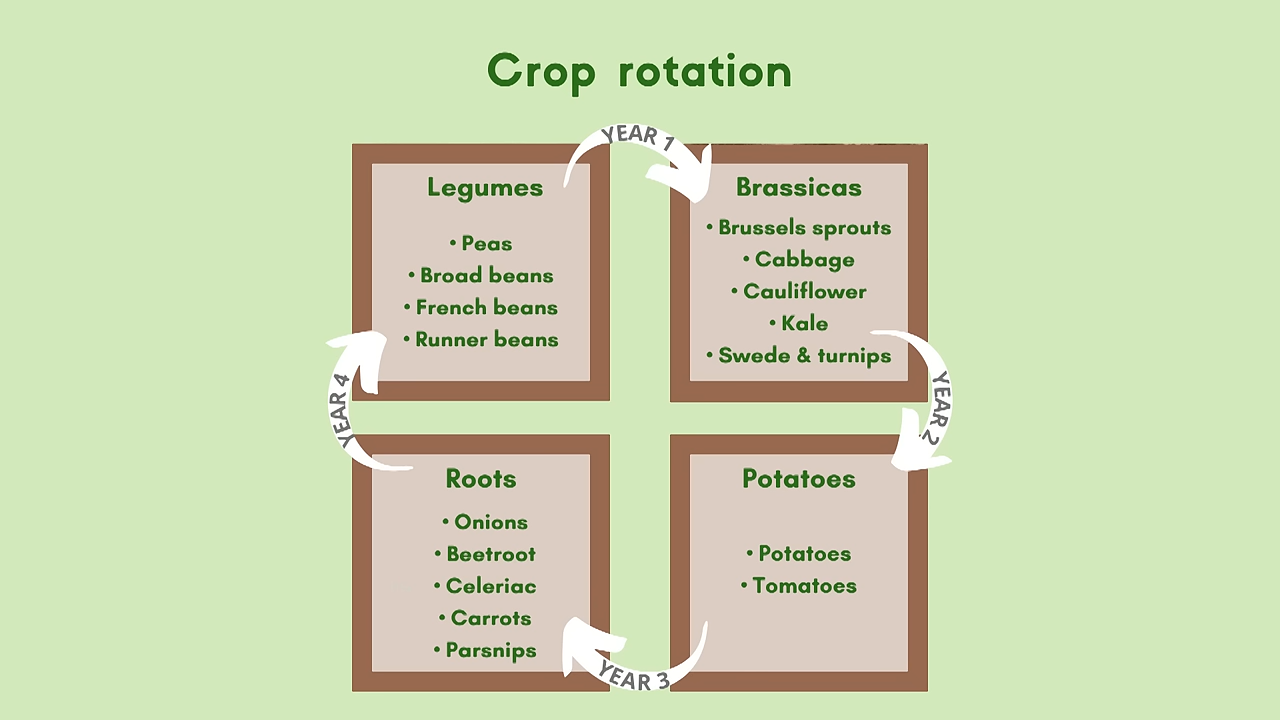 Crop rotation
YEAR 1
Legumes
• Peas
• Broad beans
• French beans
• Runner beans
Brassicas
• Brussels sprouts
• Cabbage
• Cauliflower
• Kale
• Swede & turnips
YEAR 2
Potatoes
• Potatoes
• Tomatoes
YEAR 3
Roots
• Onions
• Beetroot
• Celeriac
• Carrots
• Parsnips
YEAR 4